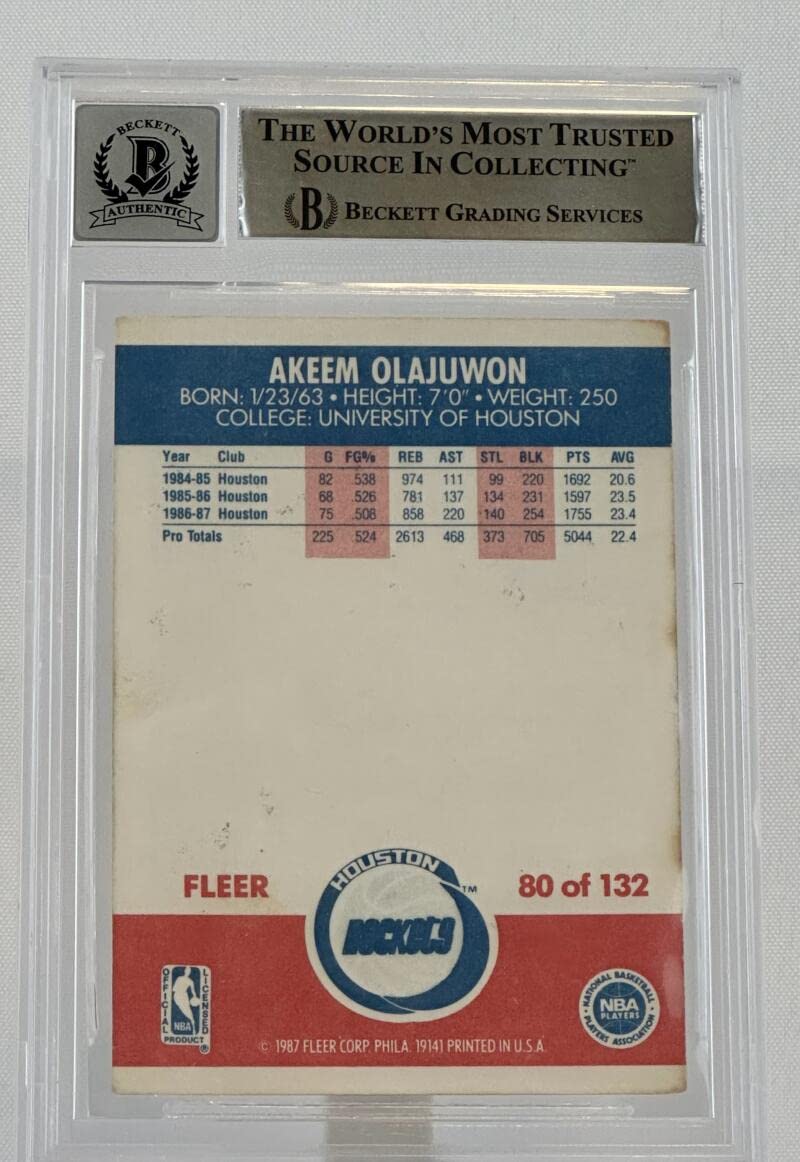 BECKETT
B
AUTHENTIC
THE WORLD'S MOST TRUSTED
SOURCE IN COLLECTING™
B BECKETT GRADING SERVICES
AKEEM OLAJUWON
BORN: 1/23/63 • HEIGHT: 7'0" • WEIGHT: 250
COLLEGE: UNIVERSITY OF HOUSTON
Year Club G FG% REB AST STL BLK PTS AVG
1984-85 Houston 82 .538 974 111 99 220 1692 20.6
1985-86 Houston 68 .526 781 137 134 231 1597 23.5
1986-87 Houston 75 .508 858 220 140 254 1755 23.4
Pro Totals 225 .524 2613 468 373 705 5044 22.4
HOUSTON
ROCKETS
TM
FLEER
80 of 132
OFFICIAL
LICENSED
NBA
PRODUCT
®
• NATIONAL BASKETBALL •
NBA
PLAYERS
PLAYERS ASSOCIATION
© 1987 FLEER CORP. PHILA. 19141 PRINTED IN U.S.A.